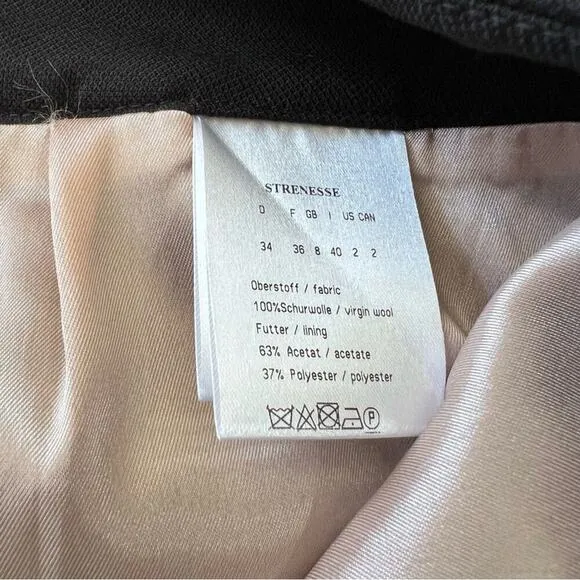 STRENESSE
D F GB I US CAN
34 36 8 40 2 2
Oberstoff / fabric
100%Schurwolle / virgin wool
Futter / lining
63% Acetat / acetate
37% Polyester / polyester
P